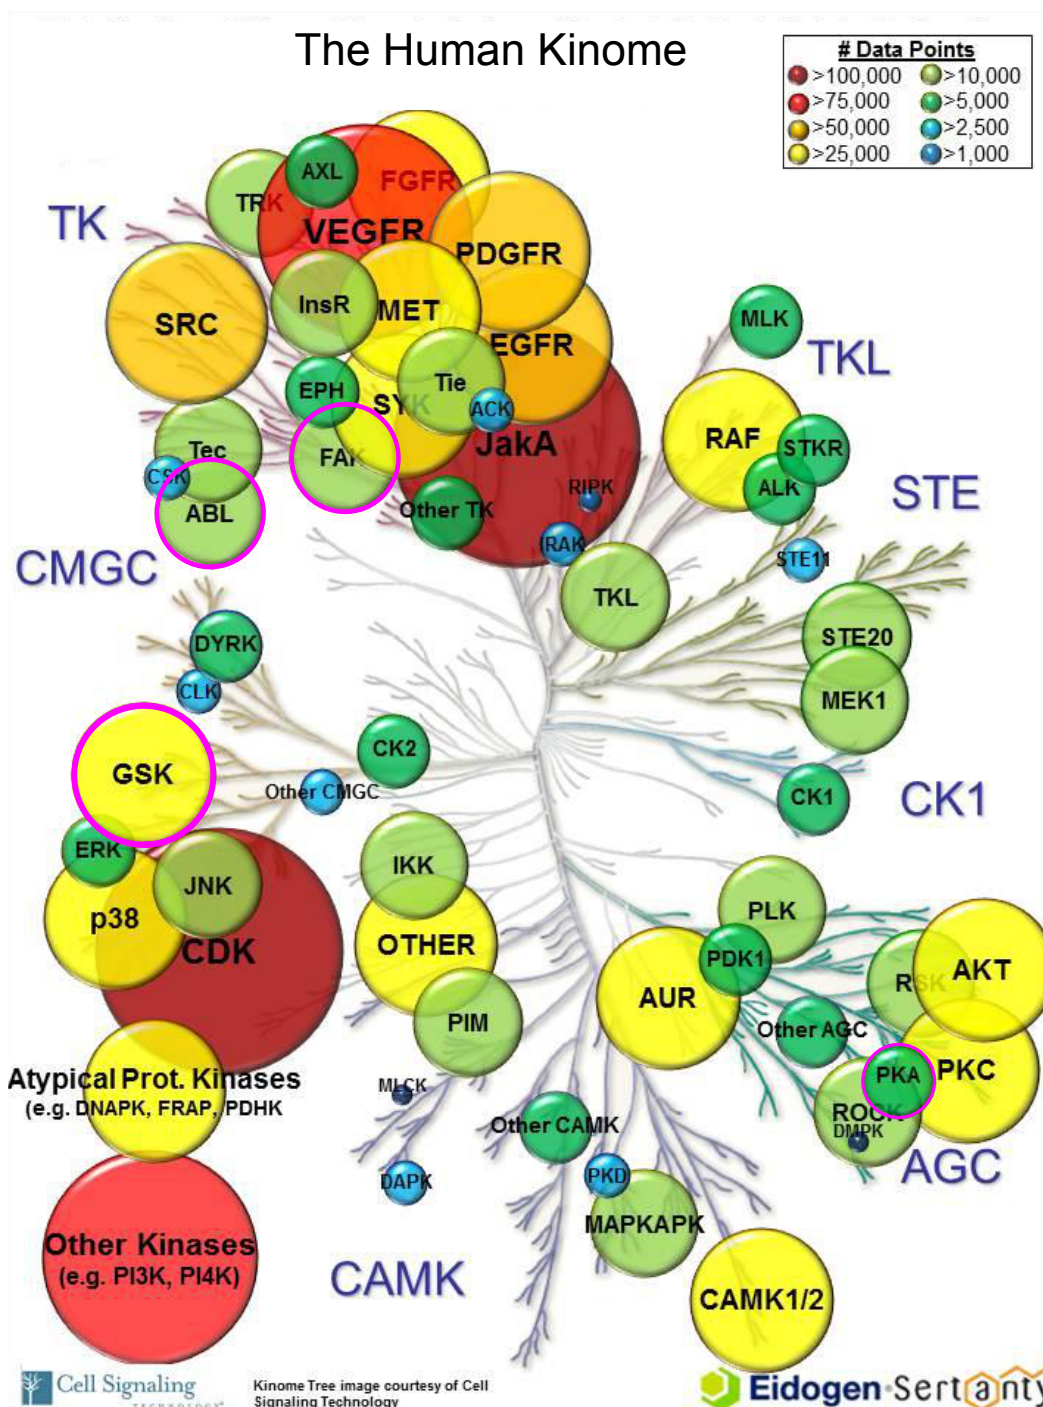 The Human Kinome
# Data Points
>100,000
>10,000
>75,000
>5,000
>50,000
>2,500
>25,000
>1,000
AXL
FGFR
TRK
TK
VEGFR
PDGFR
InsR
MET
SRC
MLK
EGFR
TKL
EPH
Tie
SYK
ACK
RAF
JakA
STKR
Tec
FAK
CSK
ALK
RIPK
STE
ABL
Other TK
IRAK
CMGC
STE11
TKL
STE20
DYRK
CLK
MEK1
CK2
GSK
Other CMGC
CK1
CK1
ERK
IKK
JNK
p38
PLK
OTHER
CDK
PDK1
AKT
RSK
AUR
PIM
Other AGC
PKC
PKA
Atypical Prot. Kinases
(e.g. DNAPK, FRAP, PDHK
MLCK
ROCK
DMPK
Other CAMK
AGC
DAPK
PKD
MAPKAPK
Other Kinases
(e.g. PI3K, PI4K)
CAMK
CAMK1/2
Cell Signaling
TECHNOLOGY®
Kinome Tree image courtesy of Cell
Signaling Technology
Eidogen·Sertanty